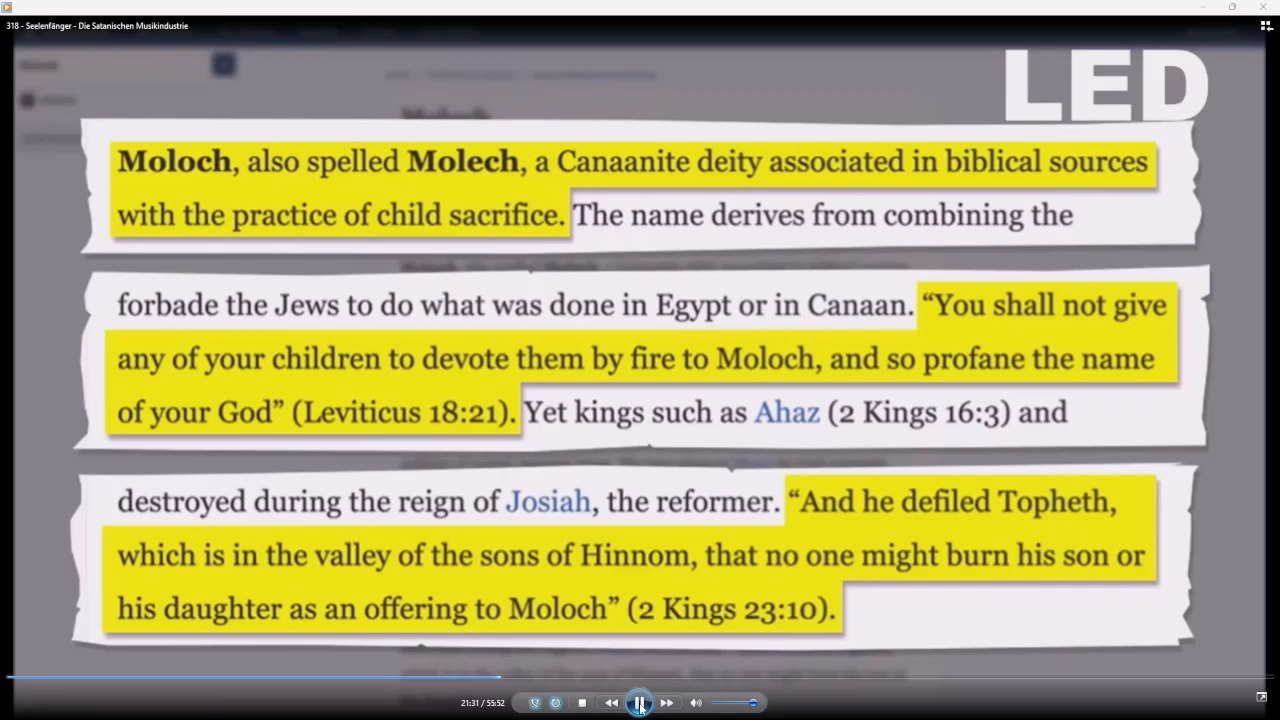 318 - Seelenfänger - Die Satanischen Musikindustrie
LED
Moloch, also spelled Molech, a Canaanite deity associated in biblical sources
with the practice of child sacrifice. The name derives from combining the
forbade the Jews to do what was done in Egypt or in Canaan. “You shall not give
any of your children to devote them by fire to Moloch, and so profane the name
of your God” (Leviticus 18:21). Yet kings such as Ahaz (2 Kings 16:3) and
destroyed during the reign of Josiah, the reformer. “And he defiled Topheth,
which is in the valley of the sons of Hinnom, that no one might burn his son or
his daughter as an offering to Moloch” (2 Kings 23:10).
21:31 / 55:52